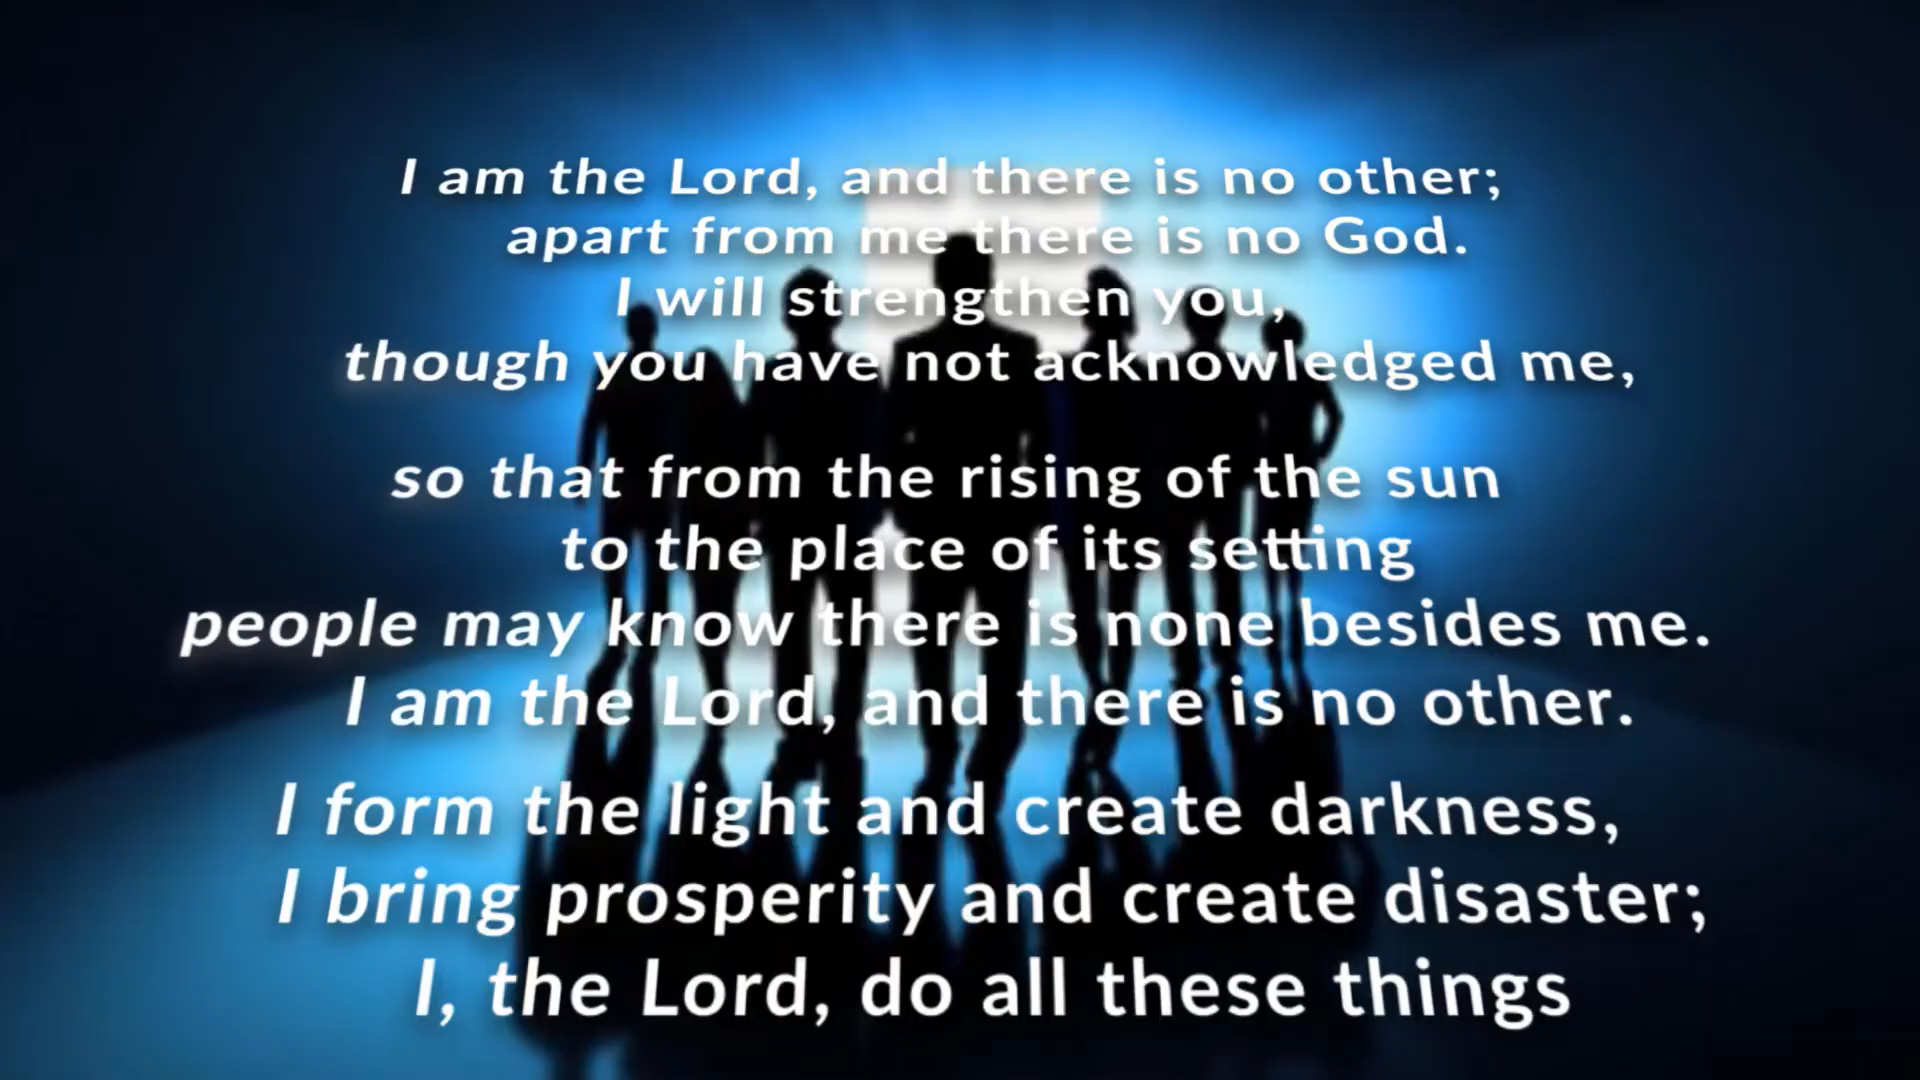 I am the Lord, and there is no other;
apart from me there is no God.
I will strengthen you,
though you have not acknowledged me,
so that from the rising of the sun
to the place of its setting
people may know there is none besides me.
I am the Lord, and there is no other.
I form the light and create darkness,
I bring prosperity and create disaster;
I, the Lord, do all these things